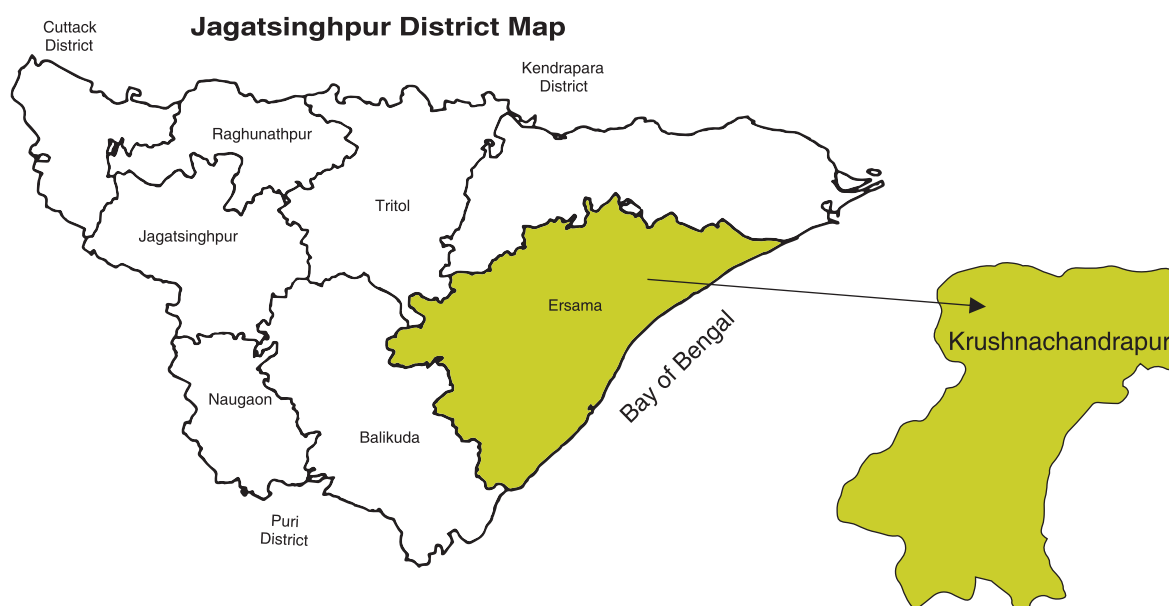 Jagatsinghpur District Map
Cuttack
District
Kendrapara
District
Raghunathpur
Tritol
Jagatsinghpur
Ersama
Krushnachandrapur
Bay of Bengal
Naugaon
Balikuda
Puri
District